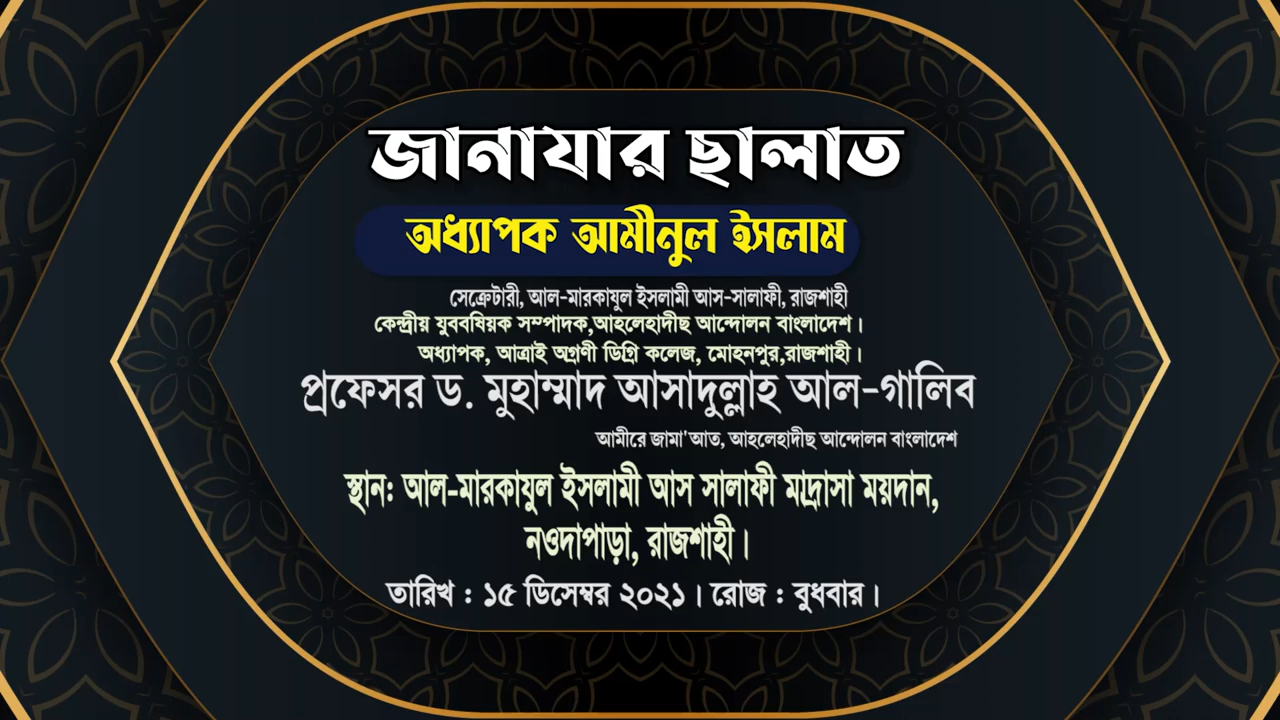 জানাযার ছালাত
অধ্যাপক আমীনুল ইসলাম
সেক্রেটারী, আল-মারকাযুল ইসলামী আস-সালাফী, রাজশাহী
কেন্দ্রীয় যুববষিয়ক সম্পাদক,আহলেহাদীছ আন্দোলন বাংলাদেশ।
অধ্যাপক, আত্রাই অগ্রণী ডিগ্রি কলেজ, মোহনপুর,রাজশাহী।
প্রফেসর ড. মুহাম্মাদ আসাদুল্লাহ আল-গালিব
আমীরে জামা'আত, আহলেহাদীছ আন্দোলন বাংলাদেশ
স্থান: আল-মারকাযুল ইসলামী আস সালাফী মাদ্রাসা ময়দান,
নওদাপাড়া, রাজশাহী।
তারিখ : ১৫ ডিসেম্বর ২০২১। রোজ : বুধবার।